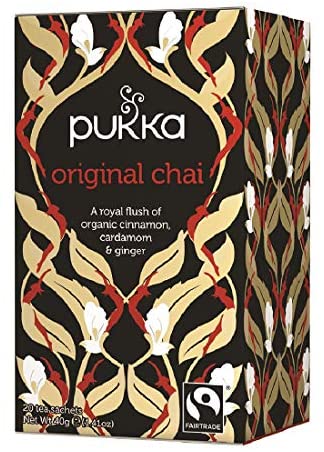 pukka
original chai
A royal flush of
organic cinnamon,
cardamom
& ginger
20 tea sachets
Net Wt.40g 1.41oz)
FAIRTRADE